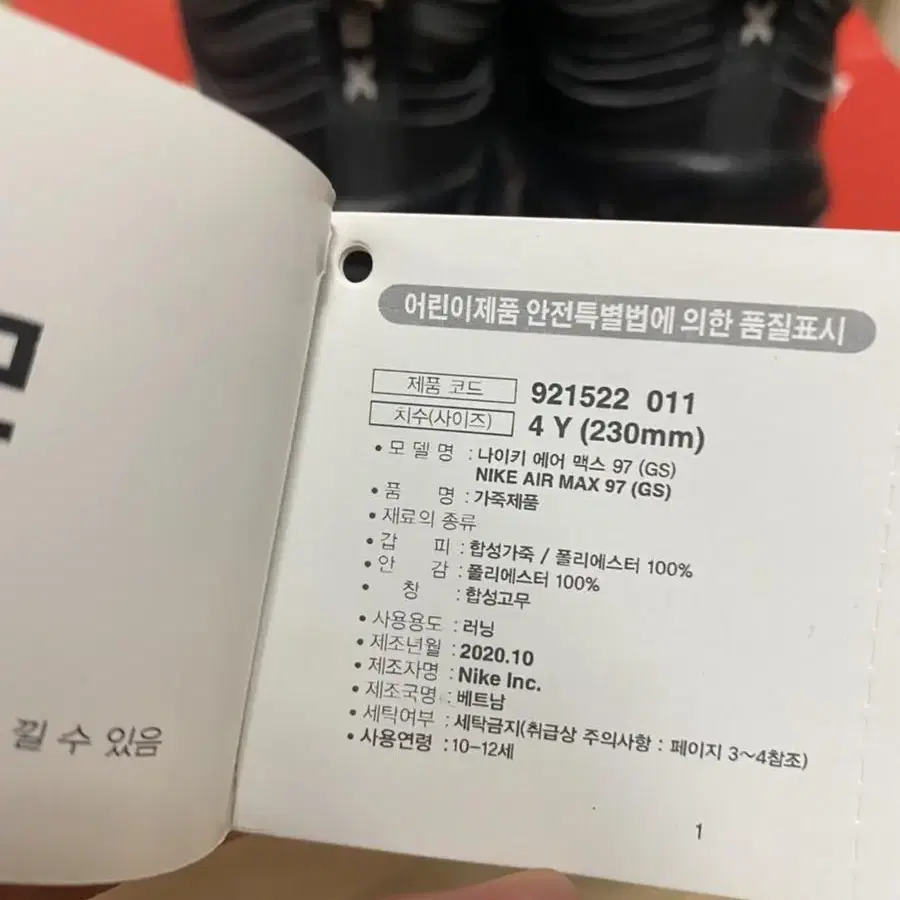 어린이제품 안전특별법에 의한 품질표시
제품 코드 921522 011
치수(사이즈) 4 Y (230mm)
• 모 델 명 : 나이키 에어 맥스 97 (GS)
NIKE AIR MAX 97 (GS)
• 품 명 : 가죽제품
• 재료의 종류
• 갑 피 : 합성가죽 / 폴리에스터 100%
• 안 감 : 폴리에스터 100%
• 창 : 합성고무
• 사용용도 : 러닝
• 제조년월 : 2020.10
• 제조자명 : Nike Inc.
• 제조국명 : 베트남
• 세탁여부 : 세탁금지(취급상 주의사항 : 페이지 3~4참조)
• 사용연령 : 10-12세
1
낄 수 있음